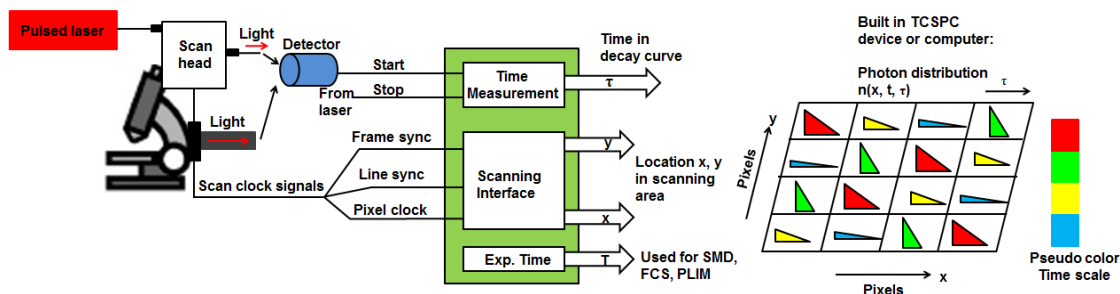 Pulsed laser
Scan
head
Light
Detector
Light
Start
Stop
From
laser
Time
Measurement
τ
Time in
decay curve
Frame sync
Line sync
Pixel clock
Scan clock signals
Scanning
Interface
y
x
Location x, y
in scanning
area
Exp. Time
T
Used for SMD,
FCS, PLIM
Built in TCSPC
device or computer:
Photon distribution
n(x, t, τ)
τ
y
Pixels
x
Pixels
Pseudo color
Time scale